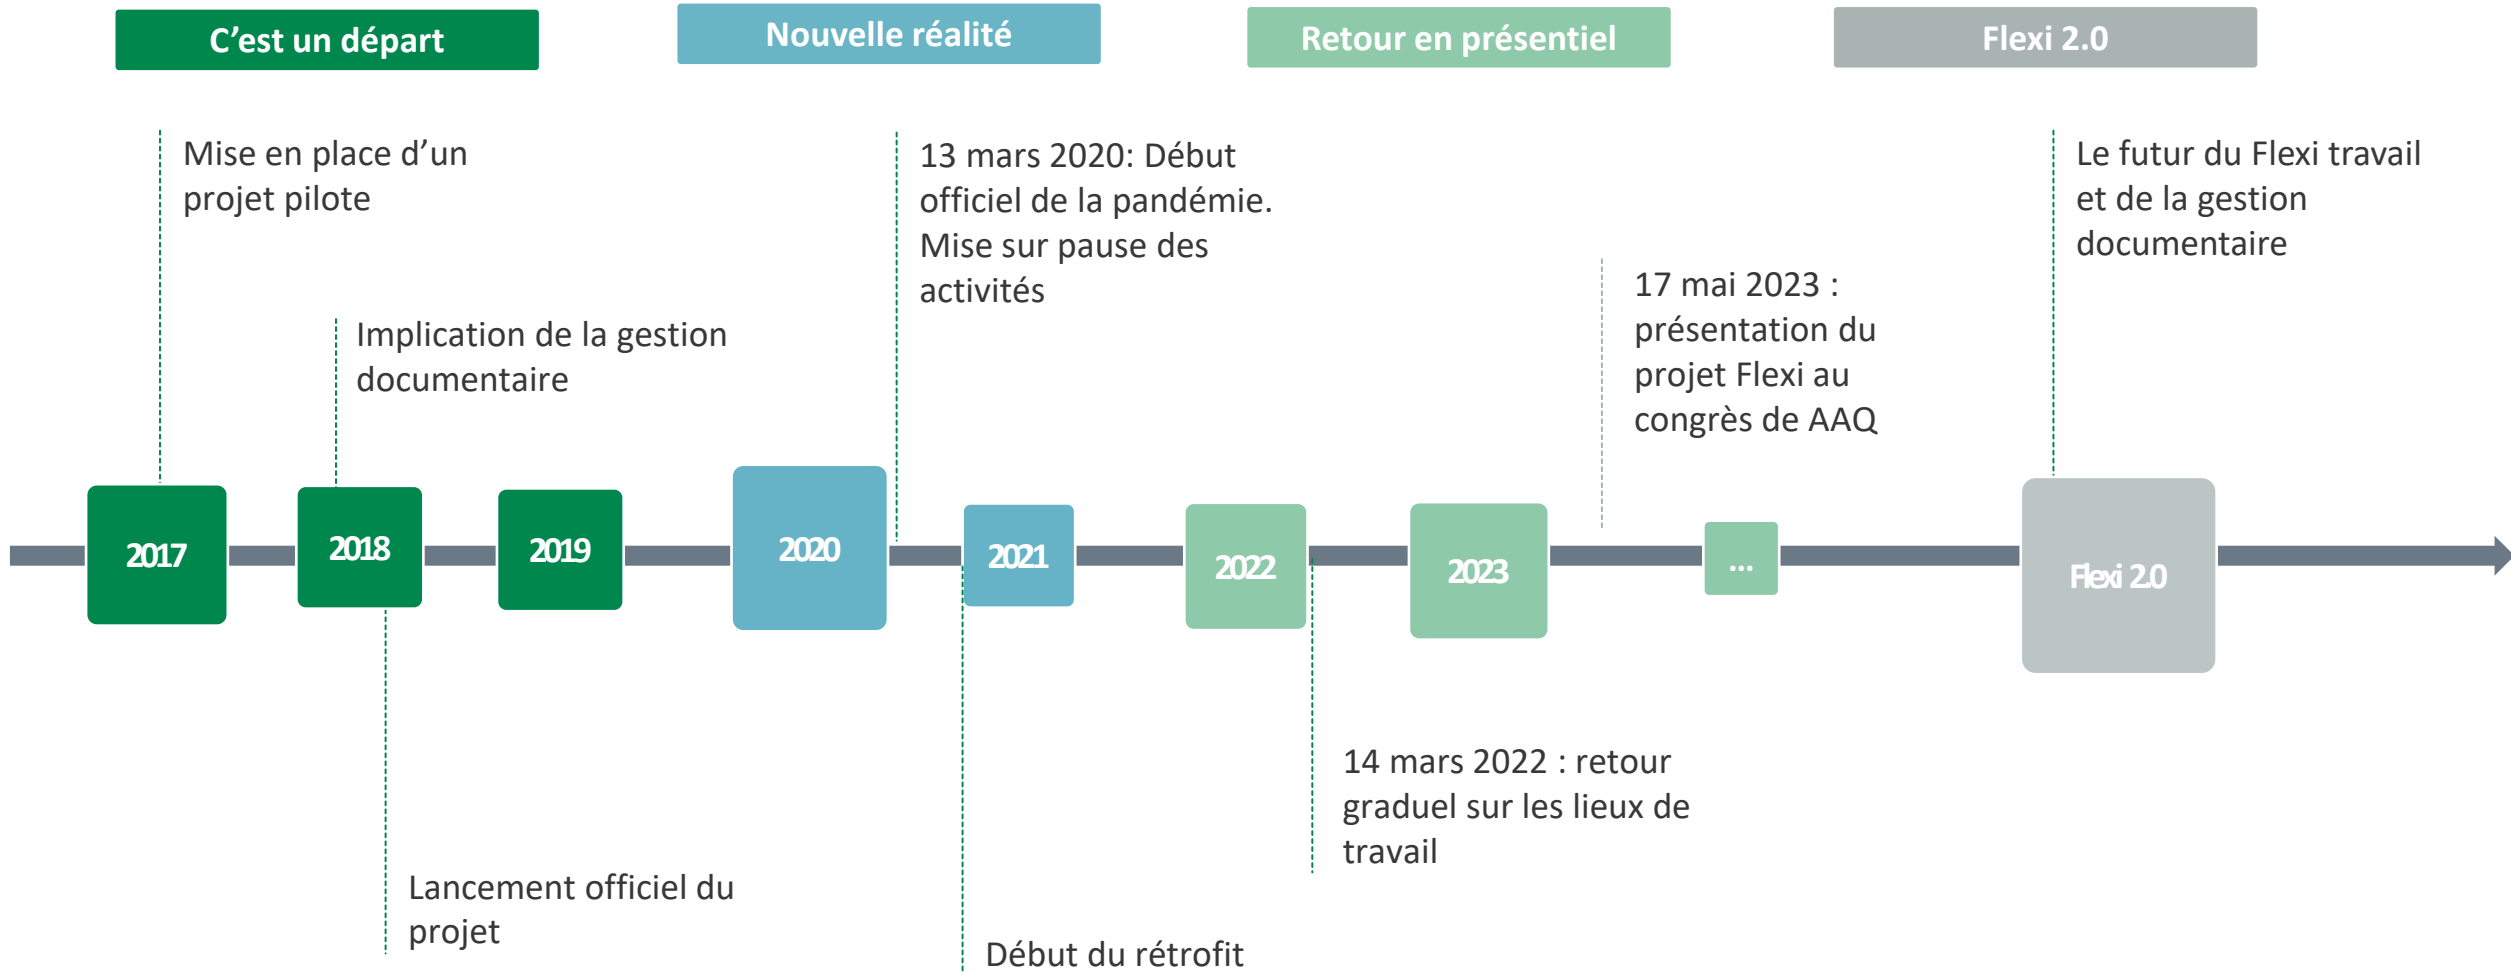 C’est un départ
Nouvelle réalité
Retour en présentiel
Flexi 2.0
Mise en place d’un
projet pilote
Implication de la gestion
documentaire
13 mars 2020: Début
officiel de la pandémie.
Mise sur pause des
activités
17 mai 2023 :
présentation du
projet Flexi au
congrès de AAQ
Le futur du Flexi travail
et de la gestion
documentaire
2017
2018
2019
2020
2021
2022
2023
...
Flexi 2.0
Lancement officiel du
projet
Début du rétrofit
14 mars 2022 : retour
graduel sur les lieux de
travail